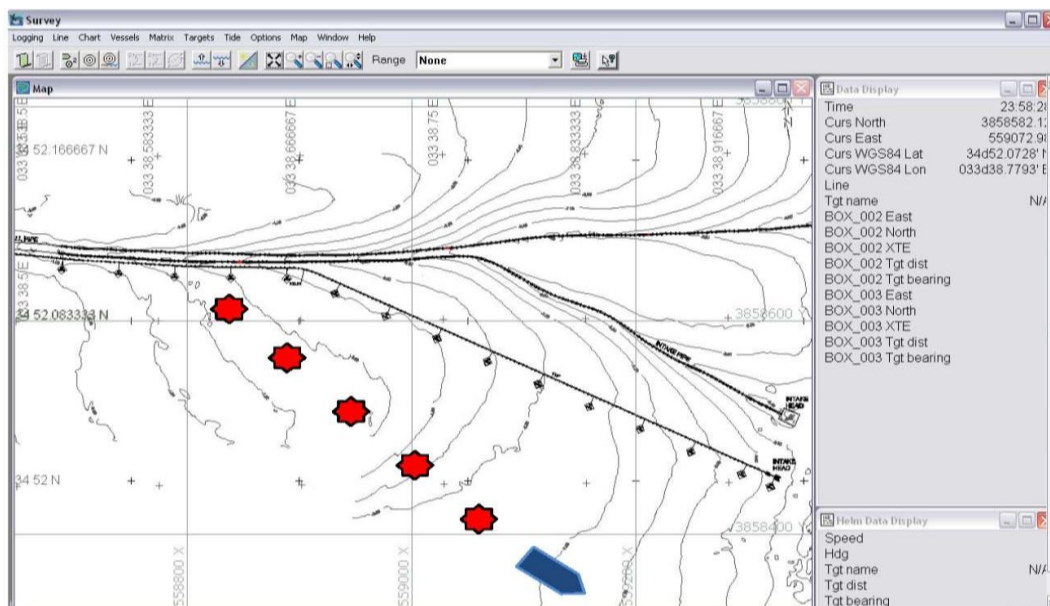 Survey
Logging Line Chart Vessels Matrix Targets Tide Options Map Window Help
Range None
Map
34 52.166667 N
033 38.583333 E
033 38.666667 E
033 38.75 E
033 38.833333 E
033 38.916667 E
033 38.5 E
34 52.083333 N
3858600 Y
INTAKE PIPE
INTAKE
HEAD
INTAKE
HEAD
34 52 N
3858400 Y
558800 X
559000 X
559200 X
Data Display
Time 23:58:28
Curs North 3858582.1
Curs East 559072.9
Curs WGS84 Lat 34d52.0728' N
Curs WGS84 Lon 033d38.7793' E
Line
Tgt name N/A
BOX_002 East
BOX_002 North
BOX_002 XTE
BOX_002 Tgt dist
BOX_002 Tgt bearing
BOX_003 East
BOX_003 North
BOX_003 XTE
BOX_003 Tgt dist
BOX_003 Tgt bearing
Helm Data Display
Speed
Hdg
Tgt name N/A
Tgt dist
Tgt bearing